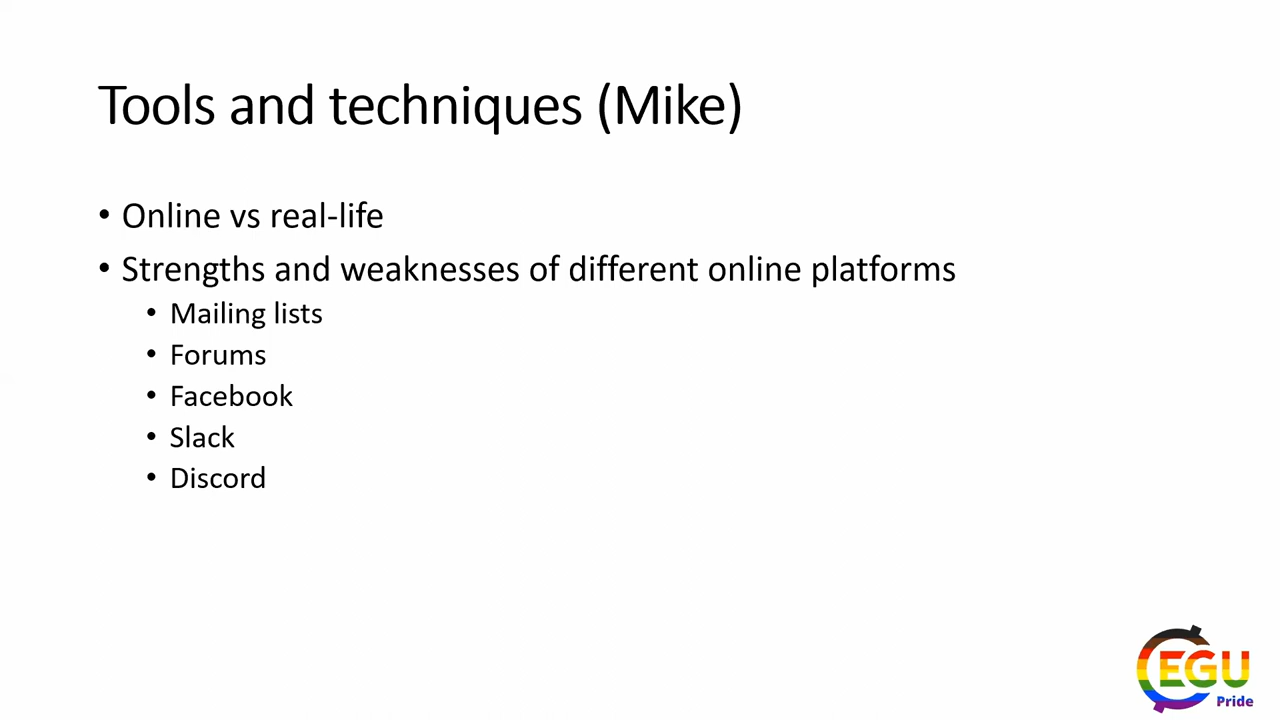 Tools and techniques (Mike)
• Online vs real-life
• Strengths and weaknesses of different online platforms
• Mailing lists
• Forums
• Facebook
• Slack
• Discord
EGU
Pride